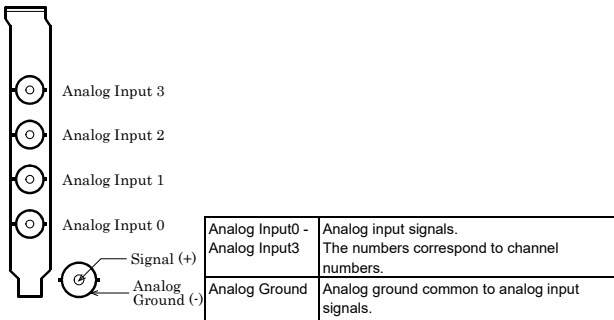 Analog Input 3
Analog Input 2
Analog Input 1
Analog Input 0
Signal (+)
Analog
Ground (-)
Analog Input0 -
Analog Input3
Analog input signals.
The numbers correspond to channel
numbers.
Analog Ground
Analog ground common to analog input
signals.